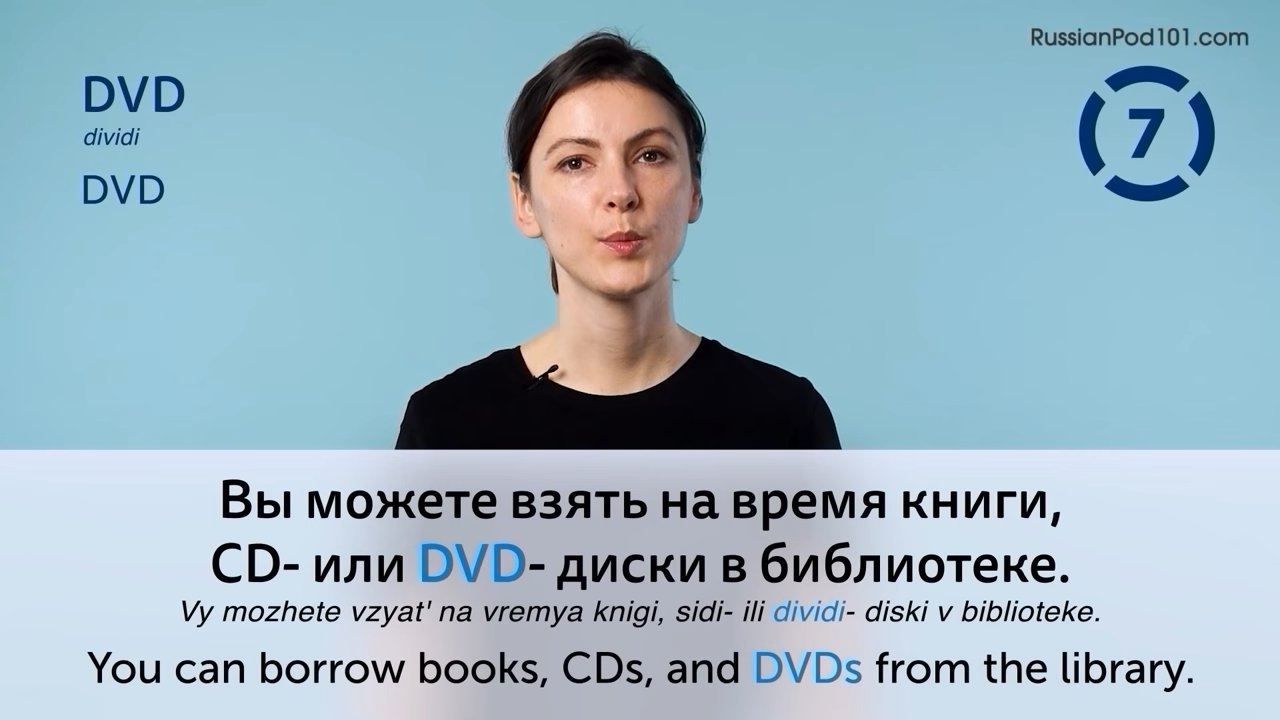 RussianPod101.com
DVD
dividi
DVD
7
Вы можете взять на время книги,
CD- или DVD- диски в библиотеке.
Vy mozhete vzyat' na vremya knigi, sidi- ili dividi- diski v biblioteke.
You can borrow books, CDs, and DVDs from the library.